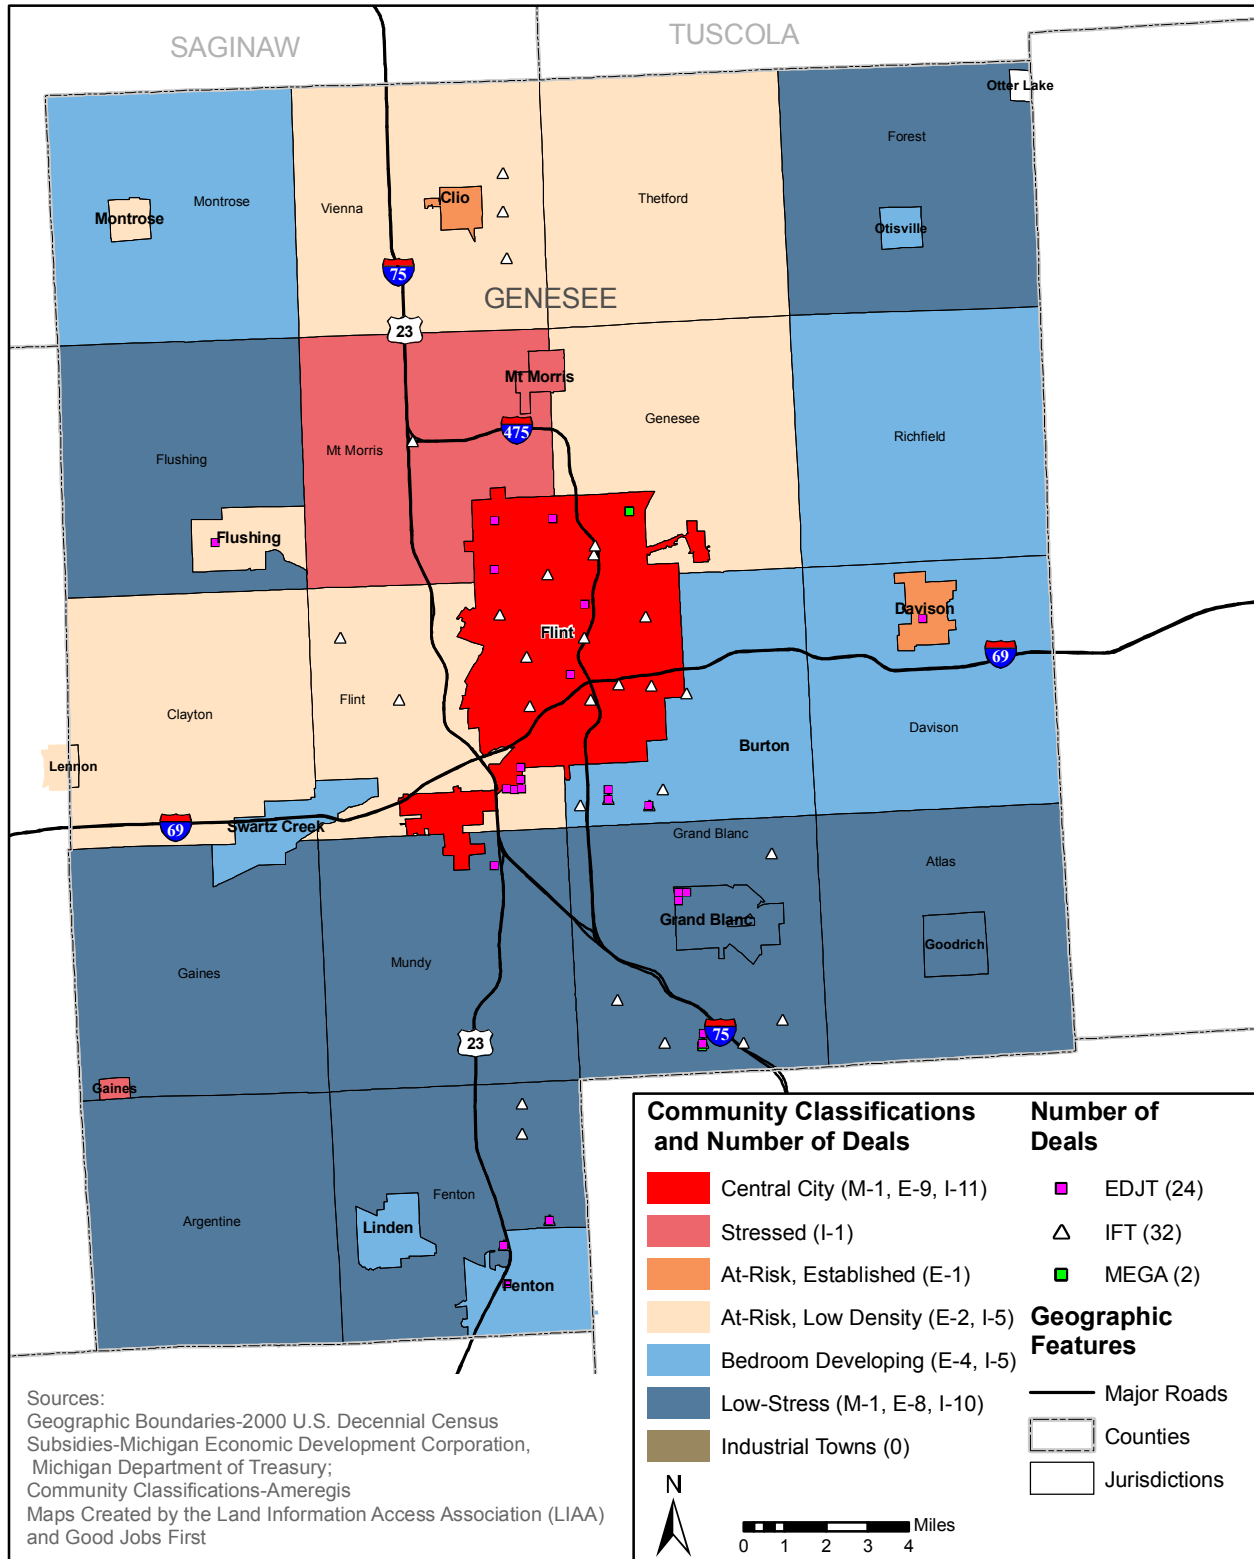 SAGINAW
TUSCOLA
Otter Lake
Forest
Montrose
Montrose
Vienna
Clio
Thetford
Otisville
75
GENESEE
23
Mt Morris
475
Genesee
Richfield
Flushing
Mt Morris
Flushing
Davison
Flint
69
Clayton
Flint
Davison
Burton
Lennon
69
Swartz Creek
Grand Blanc
Atlas
Grand Blanc
Goodrich
Gaines
Mundy
75
23
Gaines
Fenton
Argentine
Linden
Fenton
Community Classifications
and Number of Deals
Central City (M-1, E-9, I-11)
Stressed (I-1)
At-Risk, Established (E-1)
At-Risk, Low Density (E-2, I-5)
Bedroom Developing (E-4, I-5)
Low-Stress (M-1, E-8, I-10)
Industrial Towns (0)
Number of
Deals
EDJT (24)
IFT (32)
MEGA (2)
Geographic
Features
Major Roads
Counties
Jurisdictions
N
Miles
0 1 2 3 4
Sources:
Geographic Boundaries-2000 U.S. Decennial Census
Subsidies-Michigan Economic Development Corporation,
Michigan Department of Treasury;
Community Classifications-Ameregis
Maps Created by the Land Information Access Association (LIAA)
and Good Jobs First